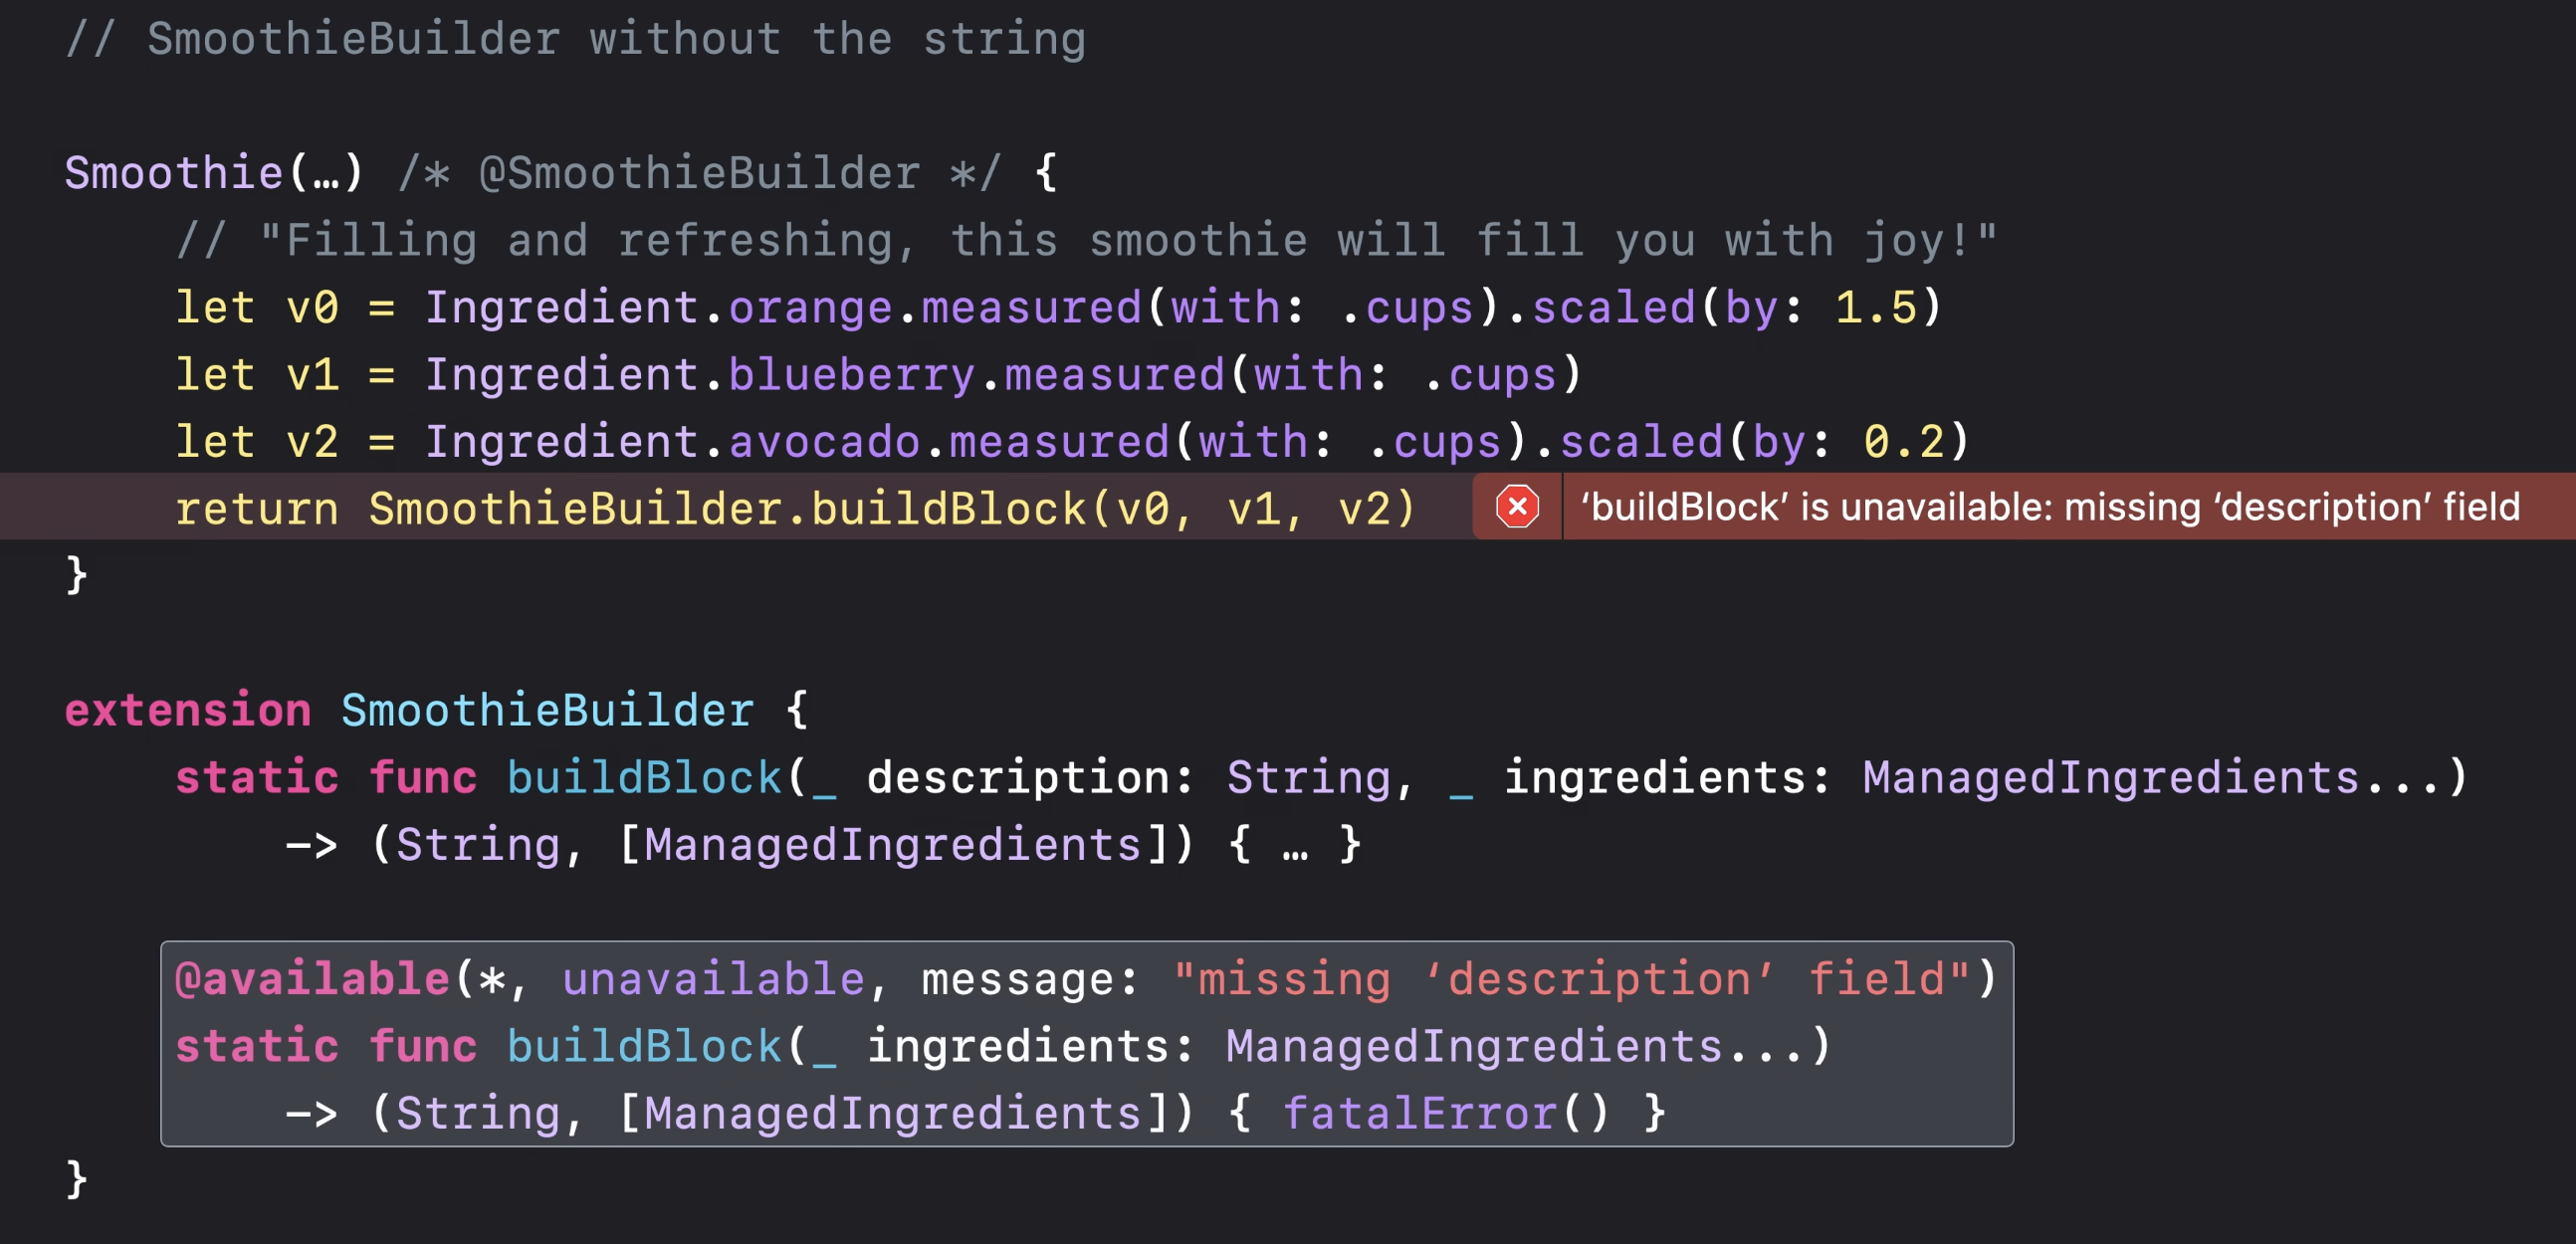 // SmoothieBuilder without the string
Smoothie(…) /* @SmoothieBuilder */ {
// "Filling and refreshing, this smoothie will fill you with joy!"
let v0 = Ingredient.orange.measured(with: .cups).scaled(by: 1.5)
let v1 = Ingredient.blueberry.measured(with: .cups)
let v2 = Ingredient.avocado.measured(with: .cups).scaled(by: 0.2)
return SmoothieBuilder.buildBlock(v0, v1, v2) ‘buildBlock’ is unavailable: missing ‘description’ field
}
extension SmoothieBuilder {
static func buildBlock(_ description: String, _ ingredients: ManagedIngredients...)
-> (String, [ManagedIngredients]) { … }
@available(*, unavailable, message: "missing ‘description’ field")
static func buildBlock(_ ingredients: ManagedIngredients...)
-> (String, [ManagedIngredients]) { fatalError() }
}